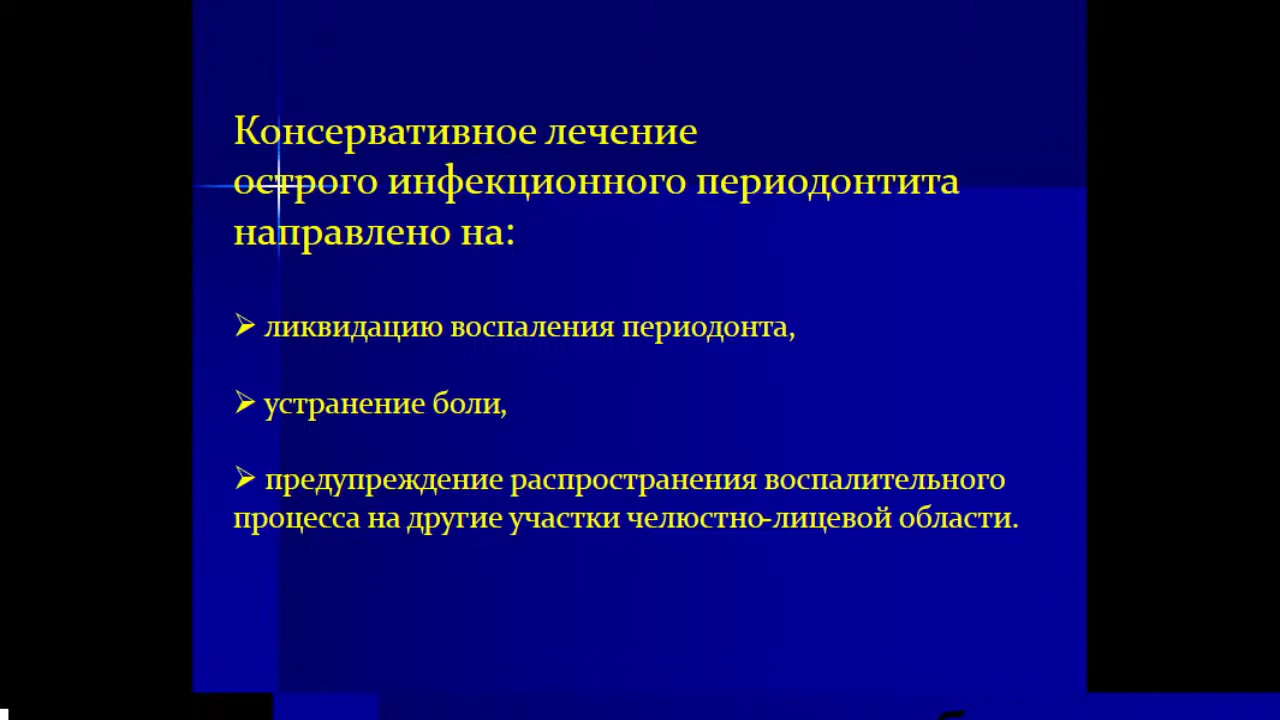 Консервативное лечение
острого инфекционного периодонтита
направлено на:
➢ ликвидацию воспаления периодонта,
➢ устранение боли,
➢ предупреждение распространения воспалительного
процесса на другие участки челюстно-лицевой области.